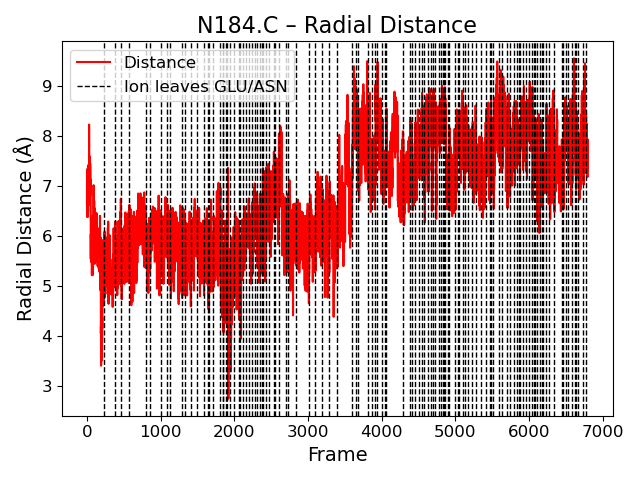 N184.C – Radial Distance
Distance
Ion leaves GLU/ASN
Radial Distance (Å)
9
8
7
6
5
4
3
0 1000 2000 3000 4000 5000 6000 7000
Frame